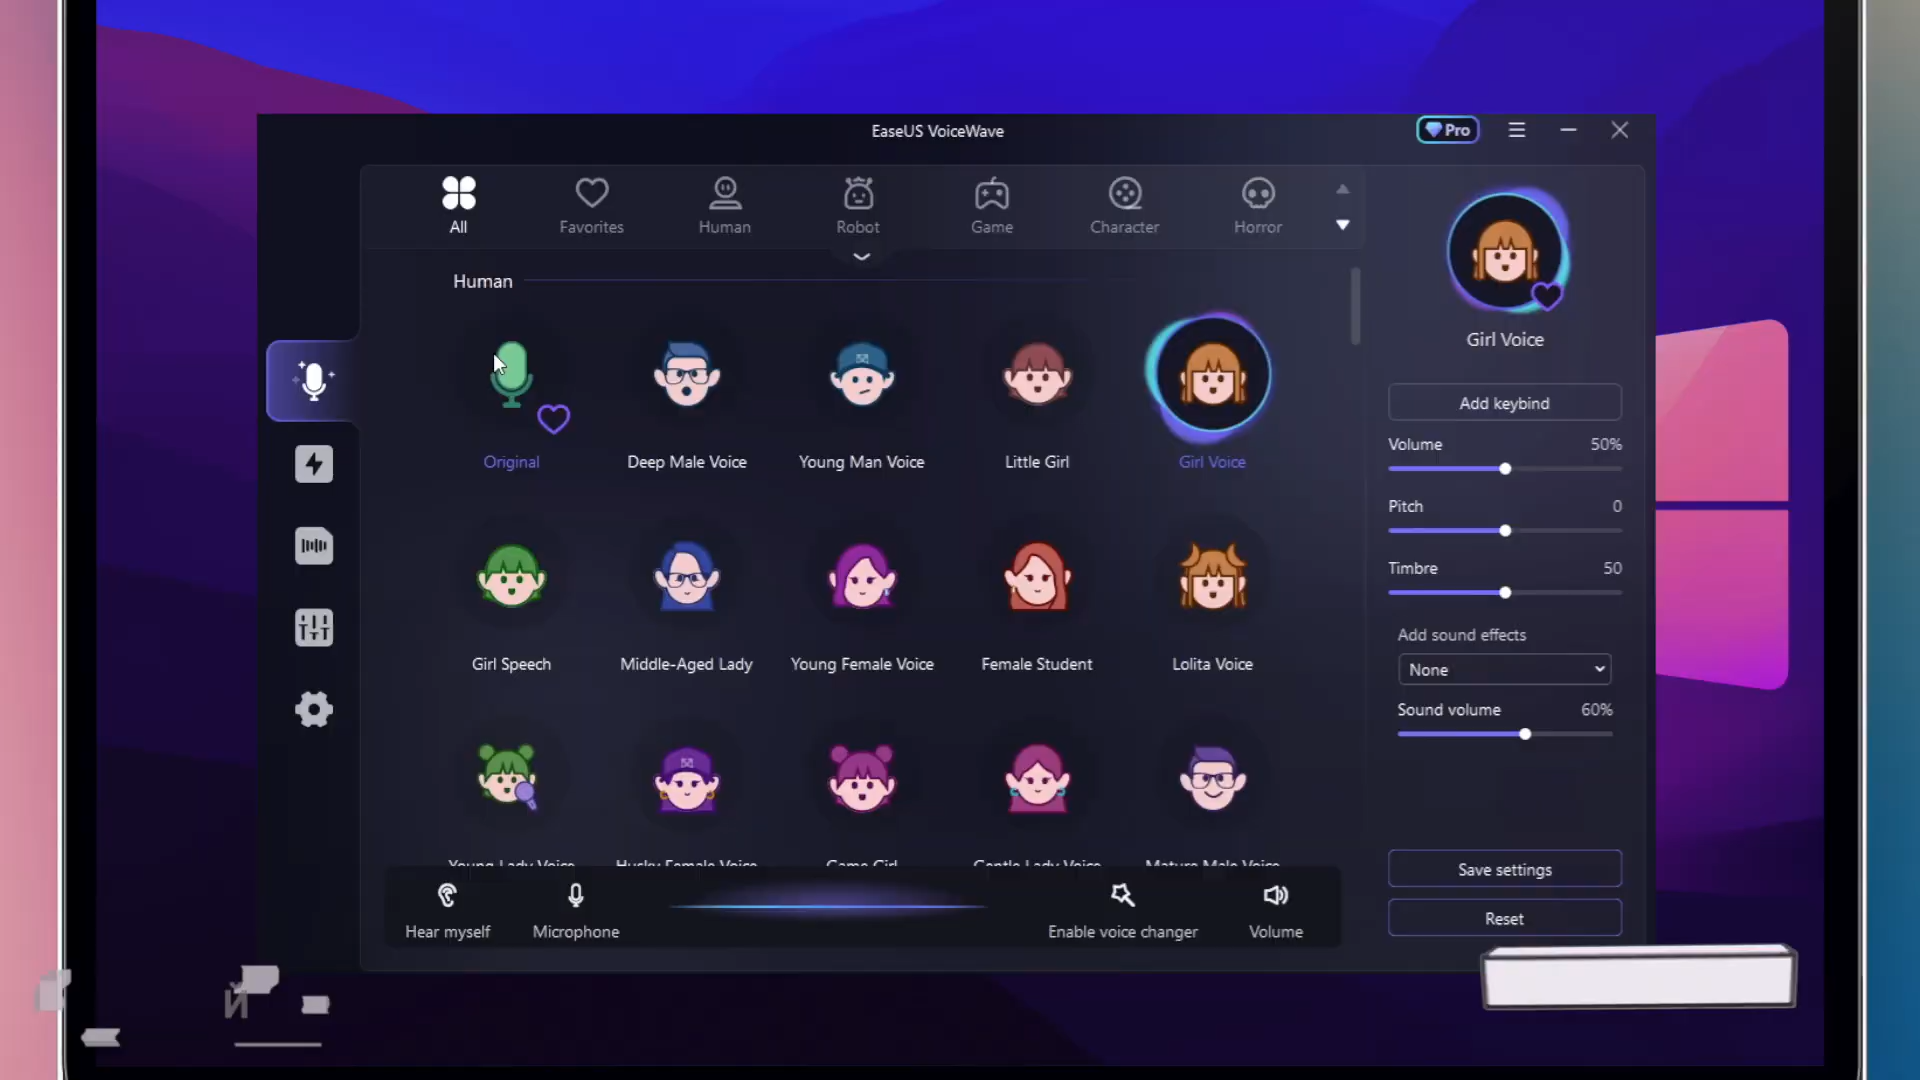 EaseUS VoiceWave
Pro
All
Favorites
Human
Robot
Game
Character
Horror
Human
Original
Deep Male Voice
Young Man Voice
Little Girl
Girl Voice
Girl Speech
Middle-Aged Lady
Young Female Voice
Female Student
Lolita Voice
Young Lady Voice
Husky Female Voice
Game Girl
Gentle Lady Voice
Mature Male Voice
Hear myself
Microphone
Enable voice changer
Volume
Girl Voice
Add keybind
Volume 50%
Pitch 0
Timbre 50
Add sound effects
None
Sound volume 60%
Save settings
Reset